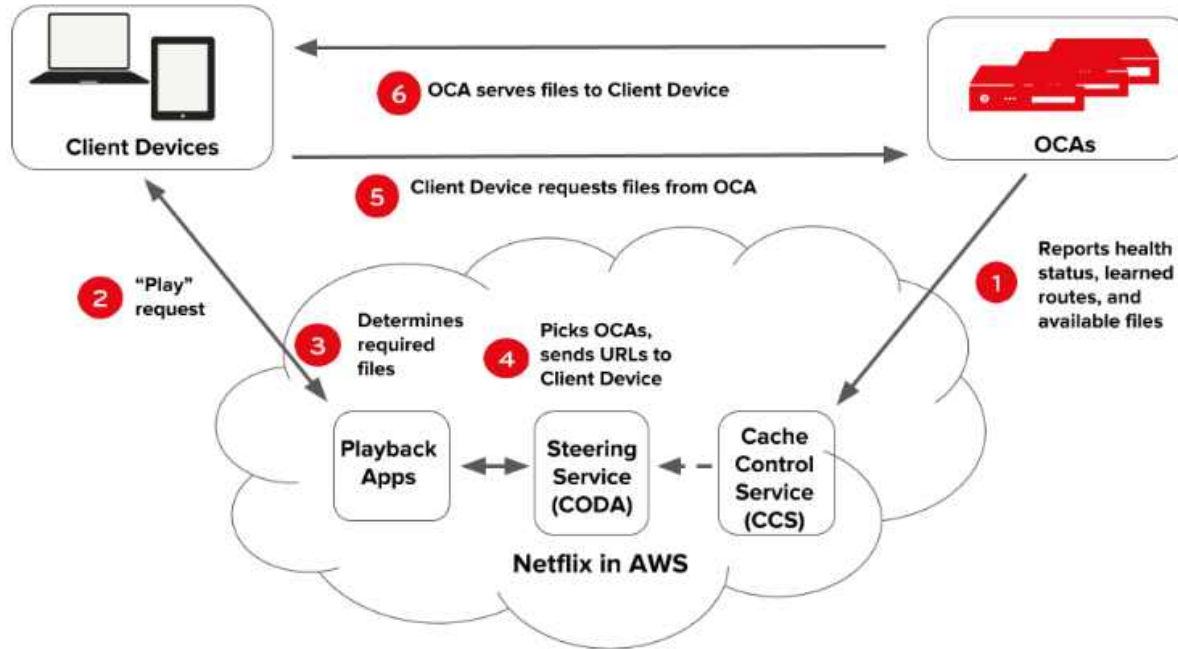 6
OCA serves files to Client Device
Client Devices
OCAs
5
Client Device requests files from OCA
1
Reports health
status, learned
routes, and
available files
2
“Play”
request
3
Determines
required
files
4
Picks OCAs,
sends URLs to
Client Device
Playback
Apps
Steering
Service
(CODA)
Cache
Control
Service
(CCS)
Netflix in AWS